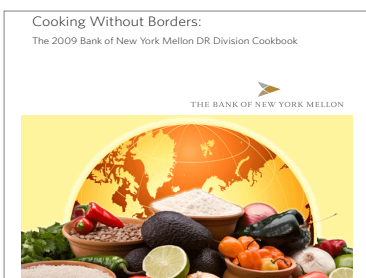 Cooking Without Borders:
The 2009 Bank of New York Mellon DR Division Cookbook
THE BANK OF NEW YORK MELLON